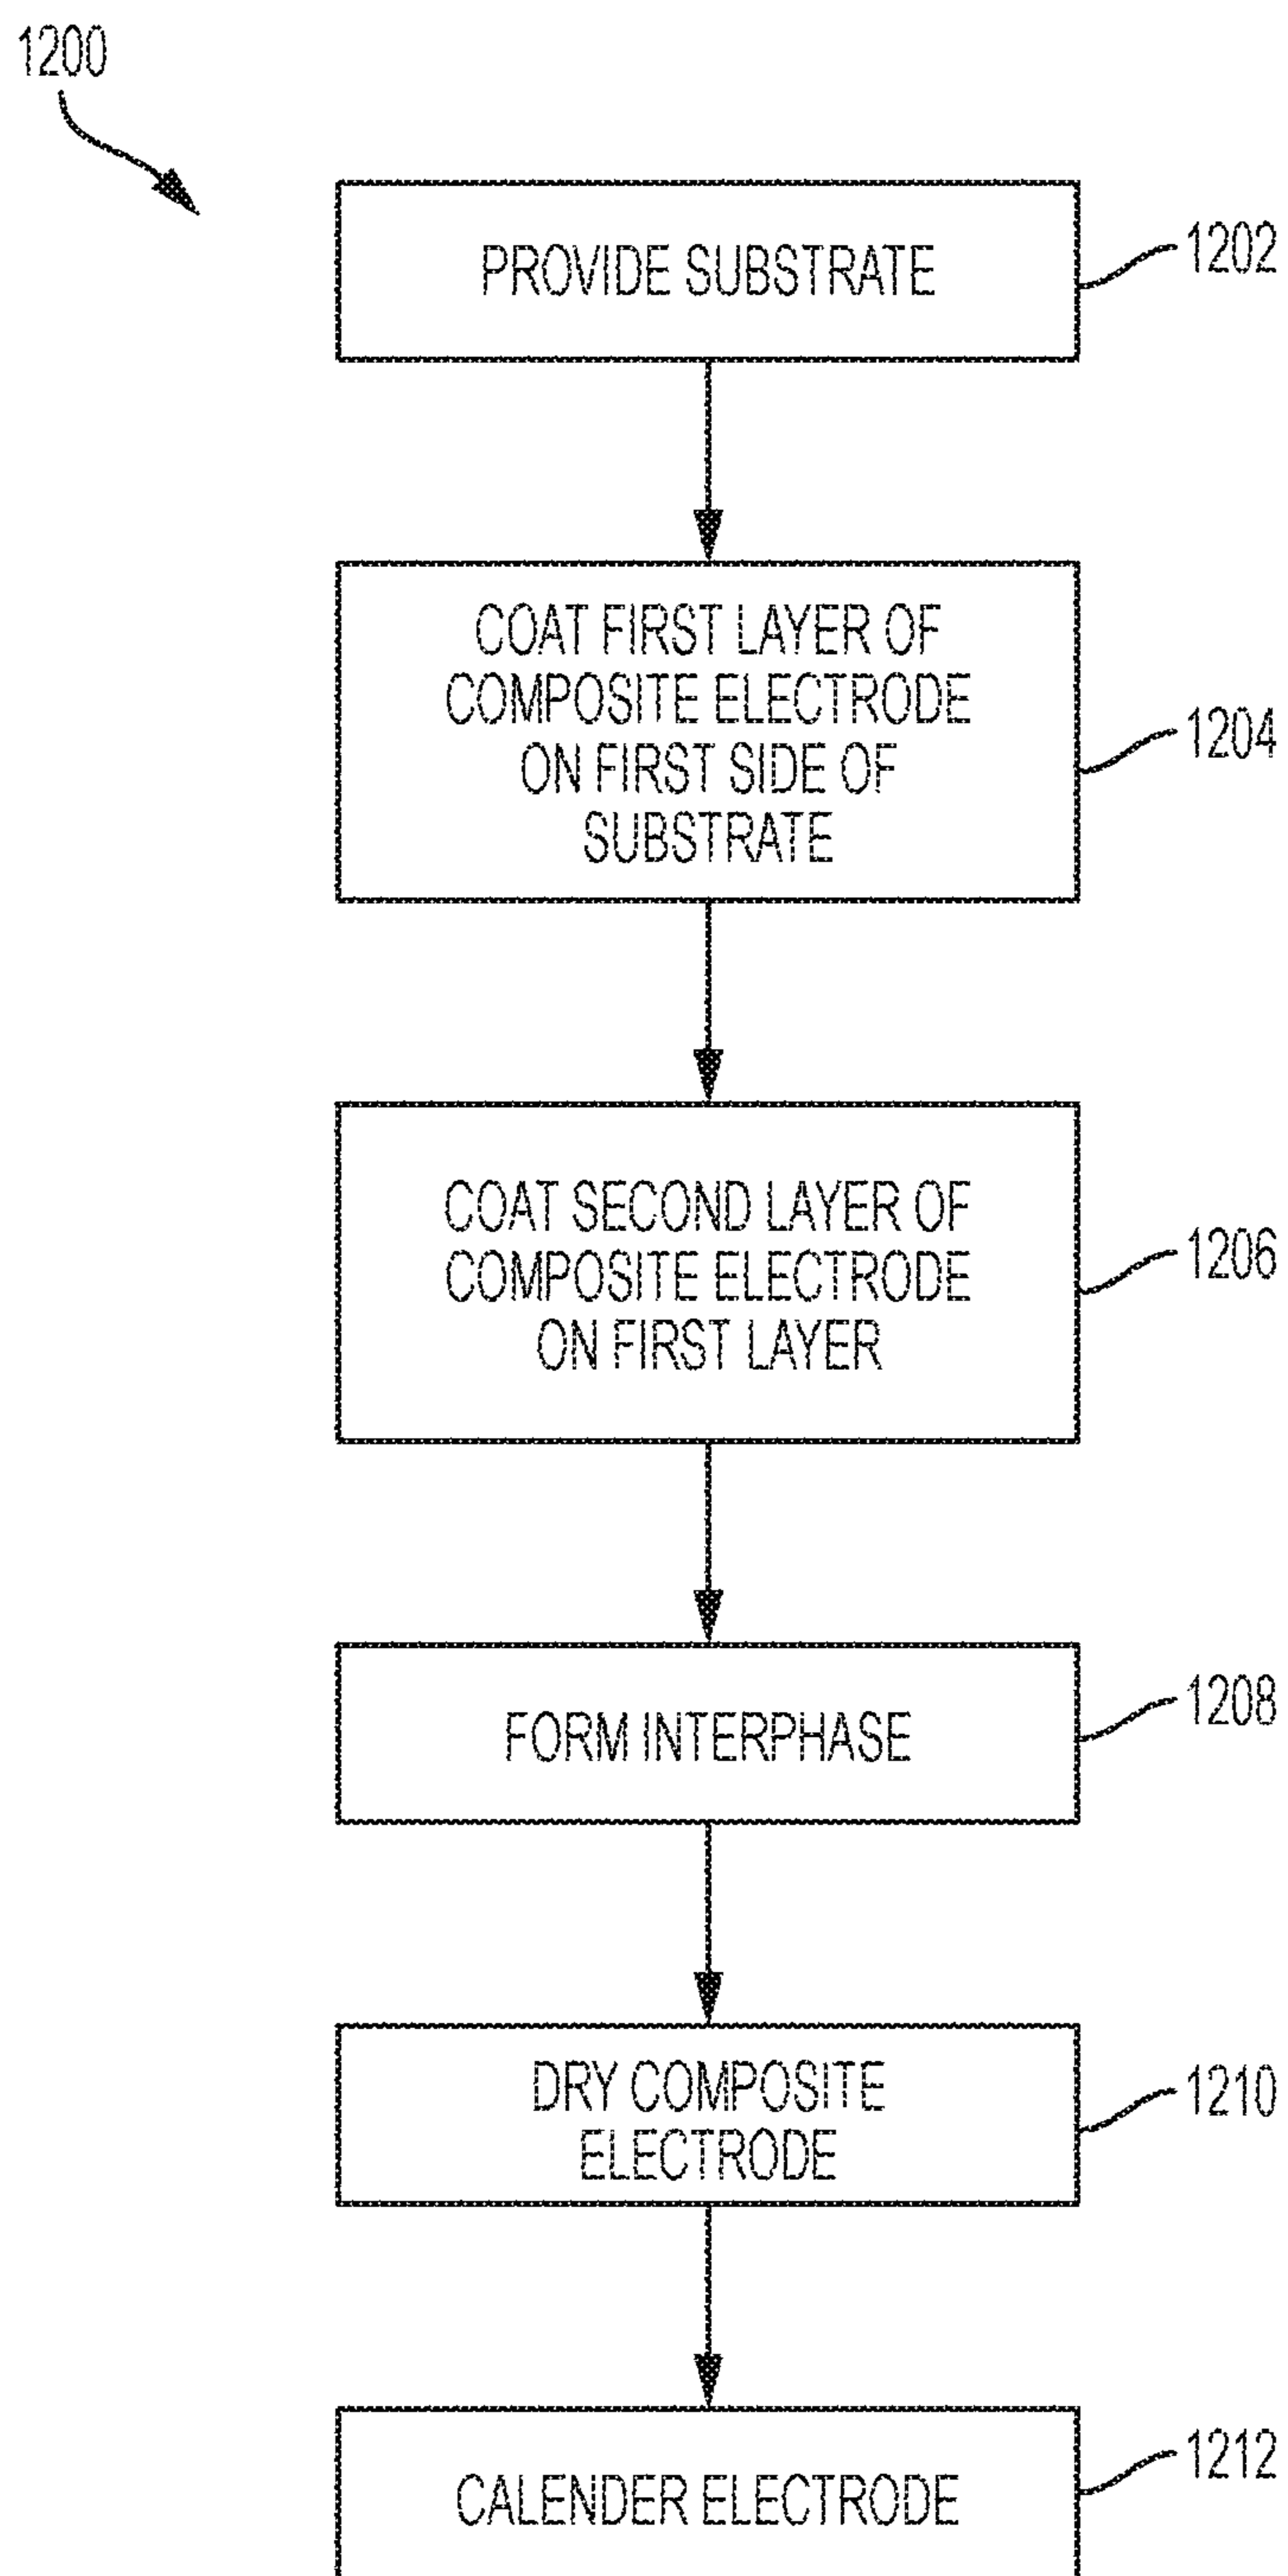 1200
PROVIDE SUBSTRATE
1202
COAT FIRST LAYER OF
COMPOSITE ELECTRODE
ON FIRST SIDE OF
SUBSTRATE
1204
COAT SECOND LAYER OF
COMPOSITE ELECTRODE
ON FIRST LAYER
1206
FORM INTERPHASE
1208
DRY COMPOSITE
ELECTRODE
1210
CALENDER ELECTRODE
1212